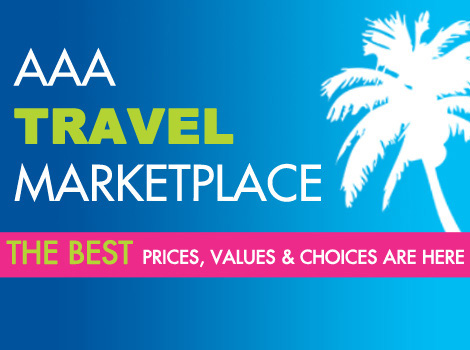 AAA
TRAVEL
MARKETPLACE
THE BEST PRICES, VALUES & CHOICES ARE HERE